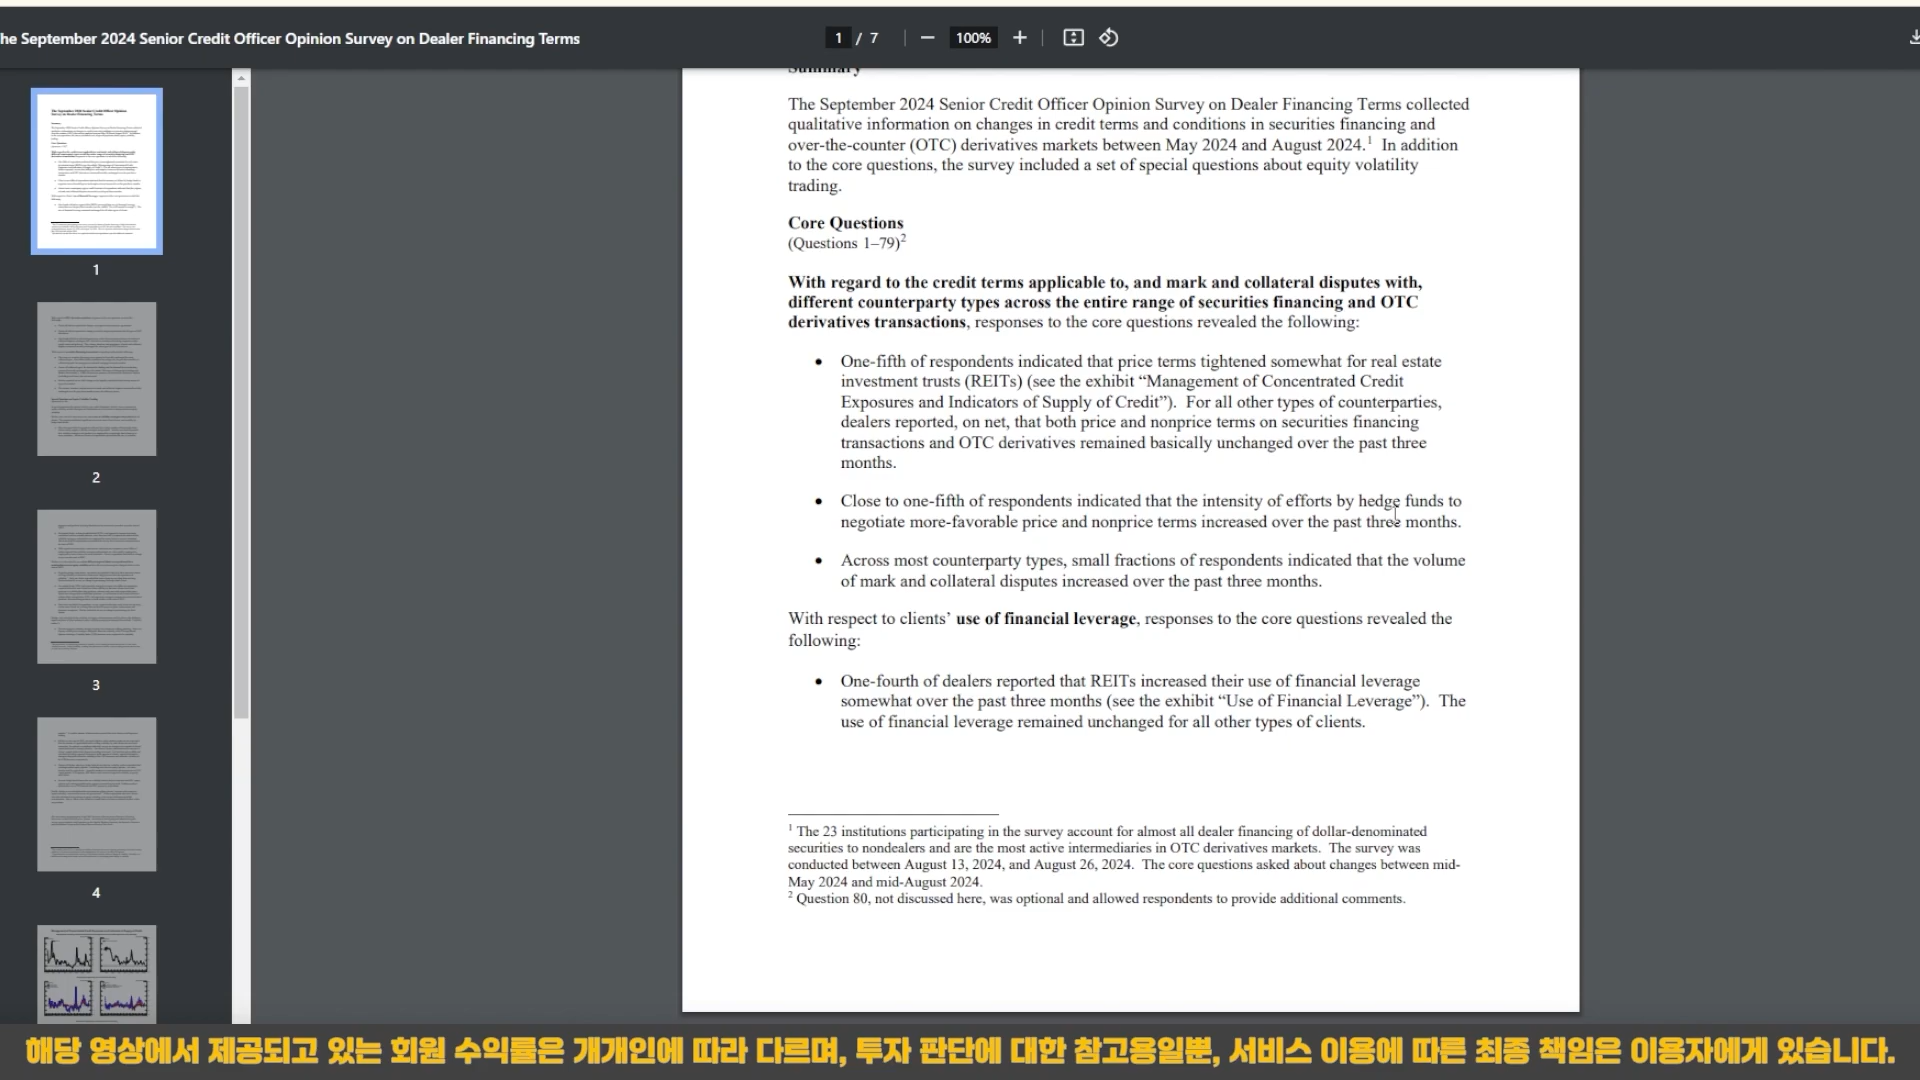 he September 2024 Senior Credit Officer Opinion Survey on Dealer Financing Terms
1 / 7
100%
1
2
3
4
Summary
The September 2024 Senior Credit Officer Opinion Survey on Dealer Financing Terms collected
qualitative information on changes in credit terms and conditions in securities financing and
over-the-counter (OTC) derivatives markets between May 2024 and August 2024.1 In addition
to the core questions, the survey included a set of special questions about equity volatility
trading.
Core Questions
(Questions 1–79)2
With regard to the credit terms applicable to, and mark and collateral disputes with,
different counterparty types across the entire range of securities financing and OTC
derivatives transactions, responses to the core questions revealed the following:
• One-fifth of respondents indicated that price terms tightened somewhat for real estate
investment trusts (REITs) (see the exhibit “Management of Concentrated Credit
Exposures and Indicators of Supply of Credit”). For all other types of counterparties,
dealers reported, on net, that both price and nonprice terms on securities financing
transactions and OTC derivatives remained basically unchanged over the past three
months.
• Close to one-fifth of respondents indicated that the intensity of efforts by hedge funds to
negotiate more-favorable price and nonprice terms increased over the past three months.
• Across most counterparty types, small fractions of respondents indicated that the volume
of mark and collateral disputes increased over the past three months.
With respect to clients’ use of financial leverage, responses to the core questions revealed the
following:
• One-fourth of dealers reported that REITs increased their use of financial leverage
somewhat over the past three months (see the exhibit “Use of Financial Leverage”). The
use of financial leverage remained unchanged for all other types of clients.
1 The 23 institutions participating in the survey account for almost all dealer financing of dollar-denominated
securities to nondealers and are the most active intermediaries in OTC derivatives markets. The survey was
conducted between August 13, 2024, and August 26, 2024. The core questions asked about changes between mid-
May 2024 and mid-August 2024.
2 Question 80, not discussed here, was optional and allowed respondents to provide additional comments.
해당 영상에서 제공되고 있는 회원 수익률은 개개인에 따라 다르며, 투자 판단에 대한 참고용일뿐, 서비스 이용에 따른 최종 책임은 이용자에게 있습니다.